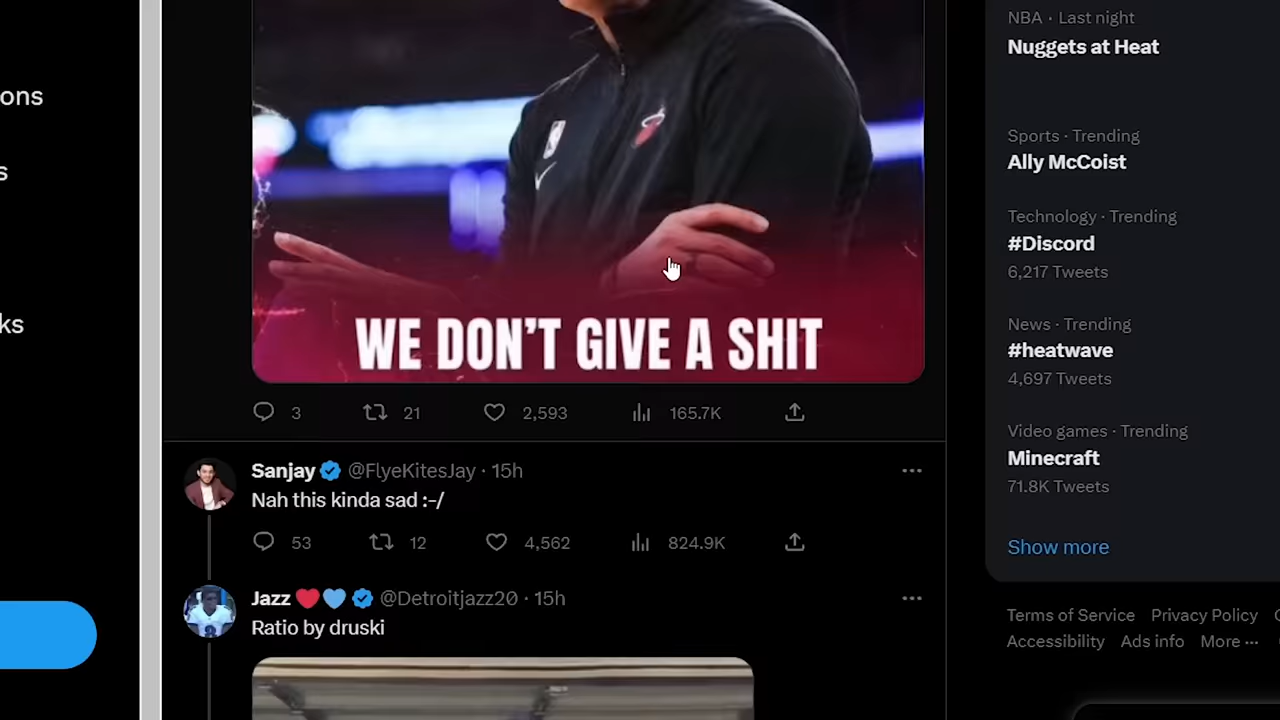 ons
s
ks
WE DON'T GIVE A SHIT
3 21 2,593 165.7K
Sanjay @FlyeKitesJay · 15h
Nah this kinda sad :-/
53 12 4,562 824.9K
Jazz ❤️🩵 @Detroitjazz20 · 15h
Ratio by druski
NBA · Last night
Nuggets at Heat
Sports · Trending
Ally McCoist
Technology · Trending
#Discord
6,217 Tweets
News · Trending
#heatwave
4,697 Tweets
Video games · Trending
Minecraft
71.8K Tweets
Show more
Terms of Service Privacy Policy
Accessibility Ads info More ···